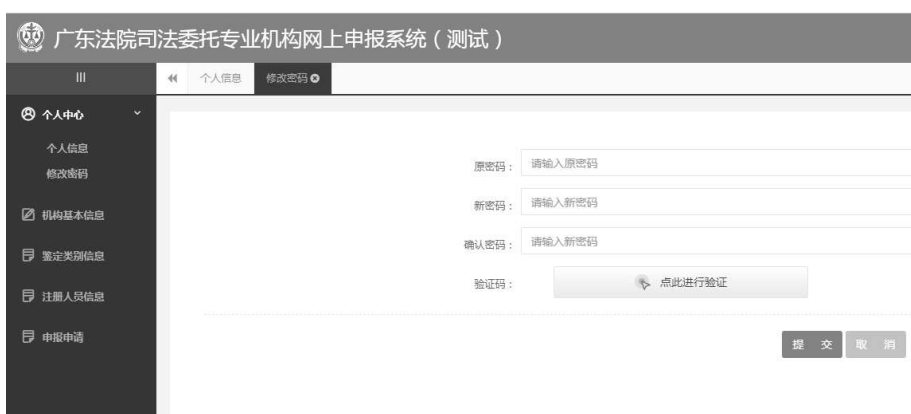 广东法院司法委托专业机构网上申报系统（测试）
个人信息 修改密码
个人中心
个人信息
修改密码
机构基本信息
鉴定类别信息
注册人员信息
申报申请
原密码： 请输入原密码
新密码： 请输入新密码
确认密码： 请输入新密码
验证码： 点此进行验证
提 交 取 消